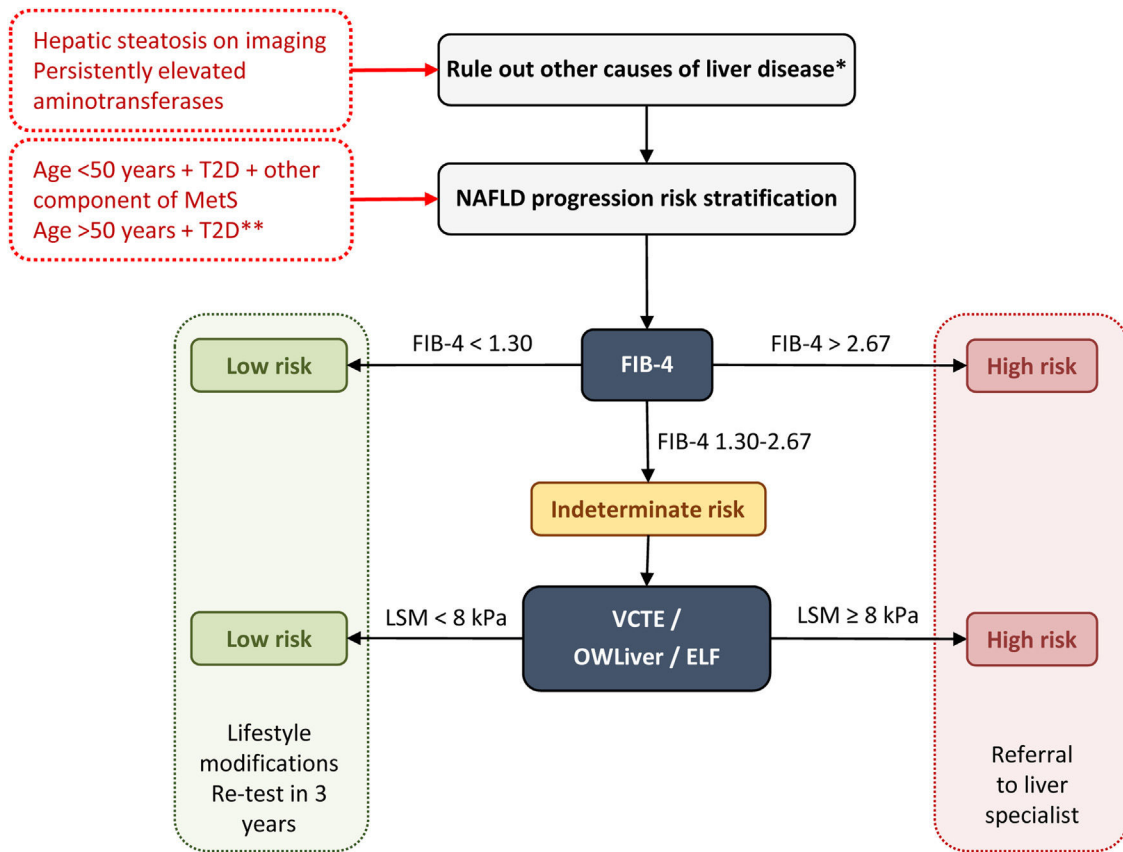 Hepatic steatosis on imaging
Persistently elevated
aminotransferases
Rule out other causes of liver disease*
Age <50 years + T2D + other
component of MetS
Age >50 years + T2D**
NAFLD progression risk stratification
Low risk
FIB-4 < 1.30
FIB-4
FIB-4 > 2.67
High risk
FIB-4 1.30-2.67
Indeterminate risk
Low risk
LSM < 8 kPa
VCTE /
OWLiver / ELF
LSM ≥ 8 kPa
High risk
Lifestyle
modifications
Re-test in 3
years
Referral
to liver
specialist